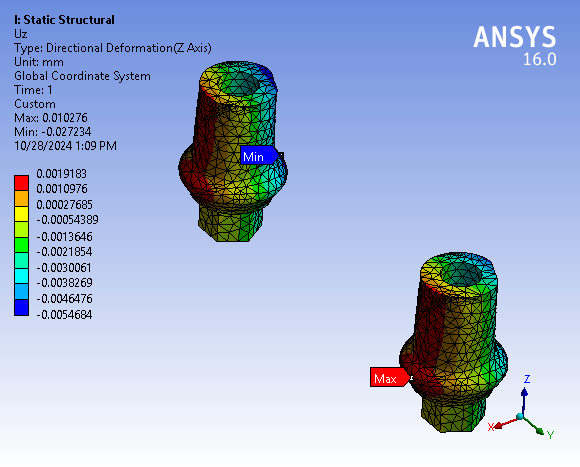 I: Static Structural
Uz
Type: Directional Deformation(Z Axis)
Unit: mm
Global Coordinate System
Time: 1
Custom
Max: 0.010276
Min: -0.027234
10/28/2024 1:09 PM
ANSYS
16.0
0.0019183
0.0010976
0.00027685
-0.00054389
-0.0013646
-0.0021854
-0.0030061
-0.0038269
-0.0046476
-0.0054684
Min
Max
Z
X
Y